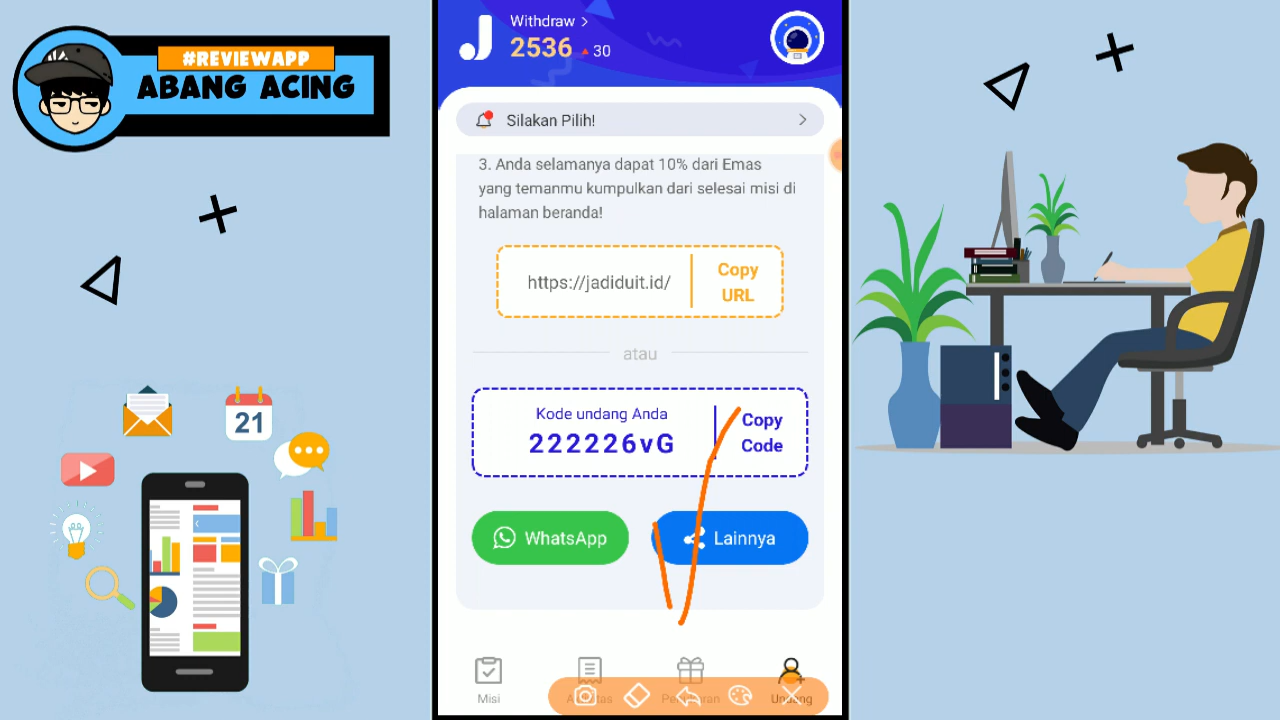 #REVIEWAPP
ABANG ACING
21
Withdraw >
2536 ▲ 30
Silakan Pilih!
3. Anda selamanya dapat 10% dari Emas
yang temanmu kumpulkan dari selesai misi di
halaman beranda!
https://jadiduit.id/
Copy
URL
atau
Kode undang Anda
222226vG
Copy
Code
WhatsApp
Lainnya
Misi
Undang